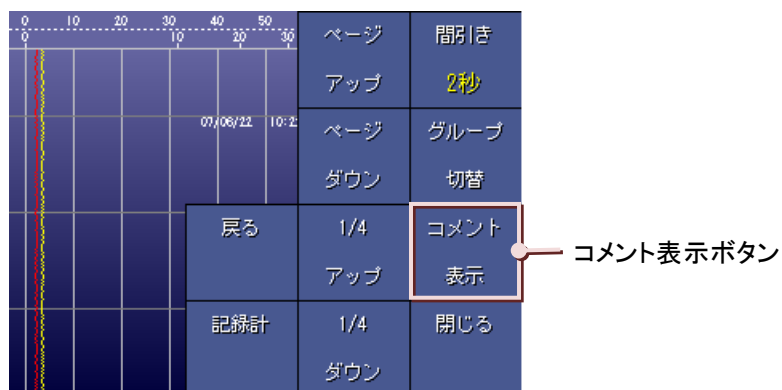 0 10 20 30 40 50
0 10 20 30
ページ
アップ
間引き
2秒
07/06/22 10:2
ページ
ダウン
グループ
切替
戻る
1/4
アップ
コメント
表示
コメント表示ボタン
記録計
1/4
ダウン
閉じる